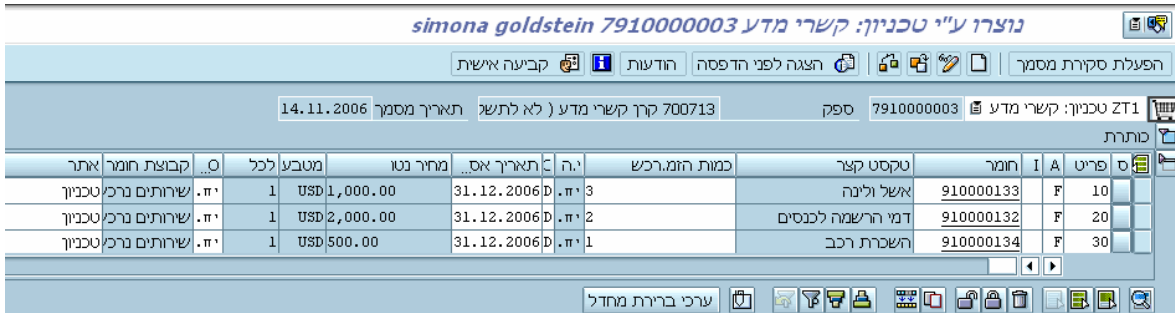 נוצרו ע"י טכניון: קשרי מדע 7910000003 simona goldstein
הפעלת סקירת מסמך הצגה לפני הדפסה הודעות קביעה אישית
ZT1 טכניון: קשרי מדע 7910000003 ספק 700713 קרן קשרי מדע ( לא לתשל תאריך מסמך 14.11.2006
כותרת
ס פריט A I חומר טקסט קצר כמות הזמ.רכש י.ה C תאריך אס.. מחיר נטו מטבע לכל O.. קבוצת חומר אתר
10 F 910000133 אשל ולינה 3 יח. D 31.12.2006 1,000.00 USD 1 יח. שירותים נרכע טכניון
20 F 910000132 דמי הרשמה לכנסים 2 יח. D 31.12.2006 2,000.00 USD 1 יח. שירותים נרכע טכניון
30 F 910000134 השכרת רכב 1 יח. D 31.12.2006 500.00 USD 1 יח. שירותים נרכע טכניון
ערכי ברירת מחדל